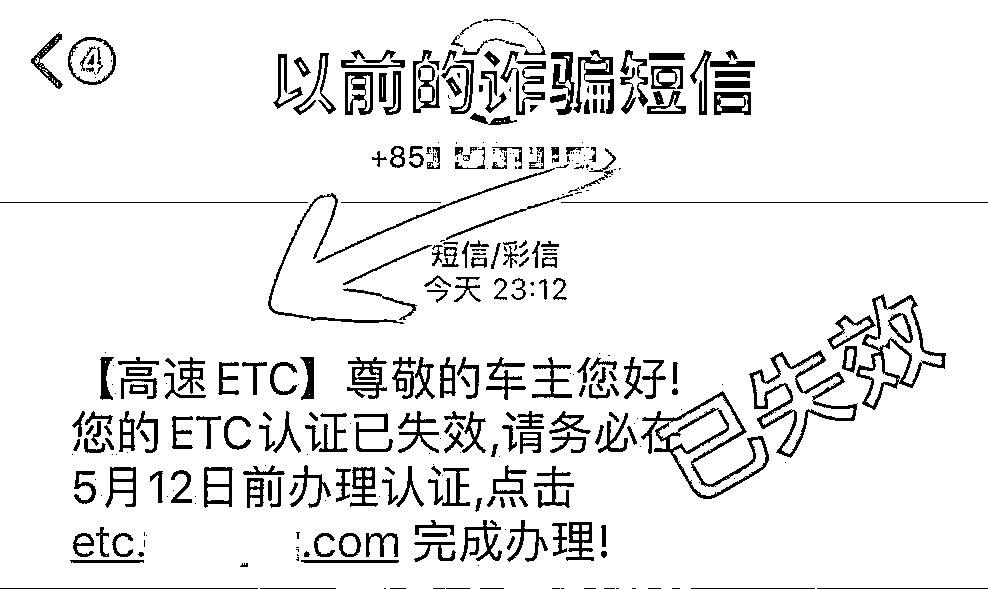 4
以前的诈骗短信
+85
短信/彩信
今天 23:12
【高速ETC】尊敬的车主您好!
您的ETC认证已失效,请务必在
5月12日前办理认证,点击
etc. .com 完成办理!
已失效